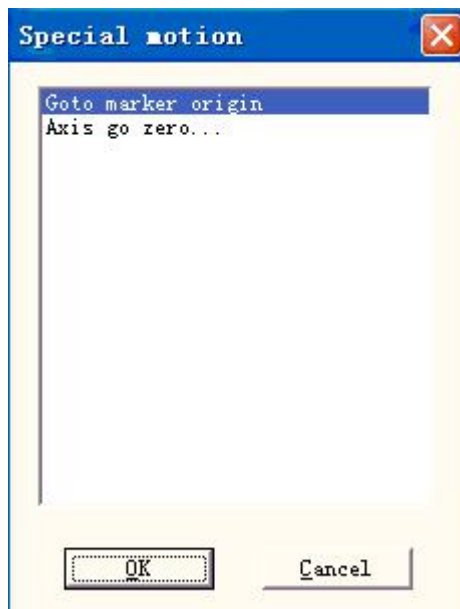 Special motion
Goto marker origin
Axis go zero...
OK
Cancel